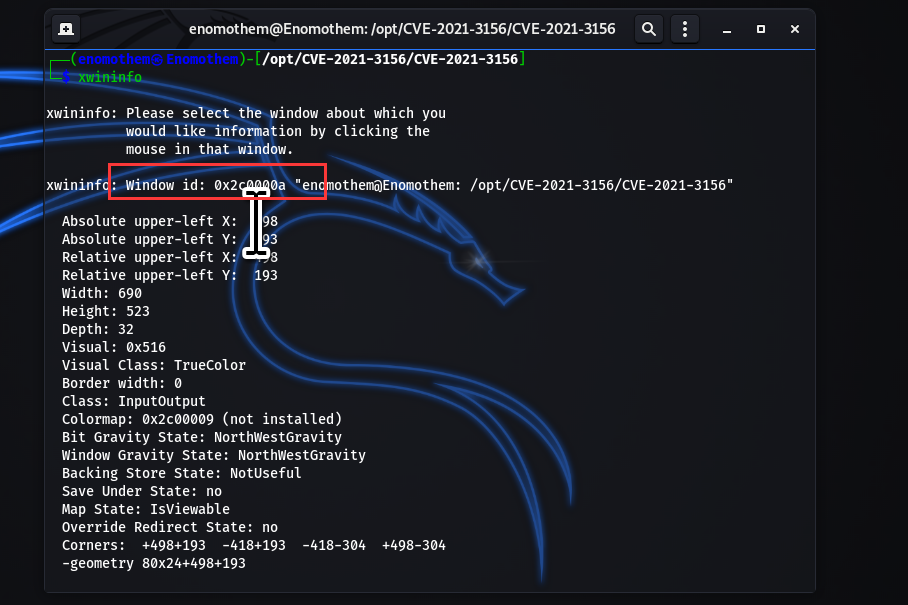 enomothem@Enomothem: /opt/CVE-2021-3156/CVE-2021-3156
┌──(enomothem㉿Enomothem)-[/opt/CVE-2021-3156/CVE-2021-3156]
└─$ xwininfo
xwininfo: Please select the window about which you
would like information by clicking the
mouse in that window.
xwininfo: Window id: 0x2c0000a "enomothem@Enomothem: /opt/CVE-2021-3156/CVE-2021-3156"
Absolute upper-left X: 498
Absolute upper-left Y: 193
Relative upper-left X: 498
Relative upper-left Y: 193
Width: 690
Height: 523
Depth: 32
Visual: 0x516
Visual Class: TrueColor
Border width: 0
Class: InputOutput
Colormap: 0x2c00009 (not installed)
Bit Gravity State: NorthWestGravity
Window Gravity State: NorthWestGravity
Backing Store State: NotUseful
Save Under State: no
Map State: IsViewable
Override Redirect State: no
Corners: +498+193 -418+193 -418-304 +498-304
-geometry 80x24+498+193